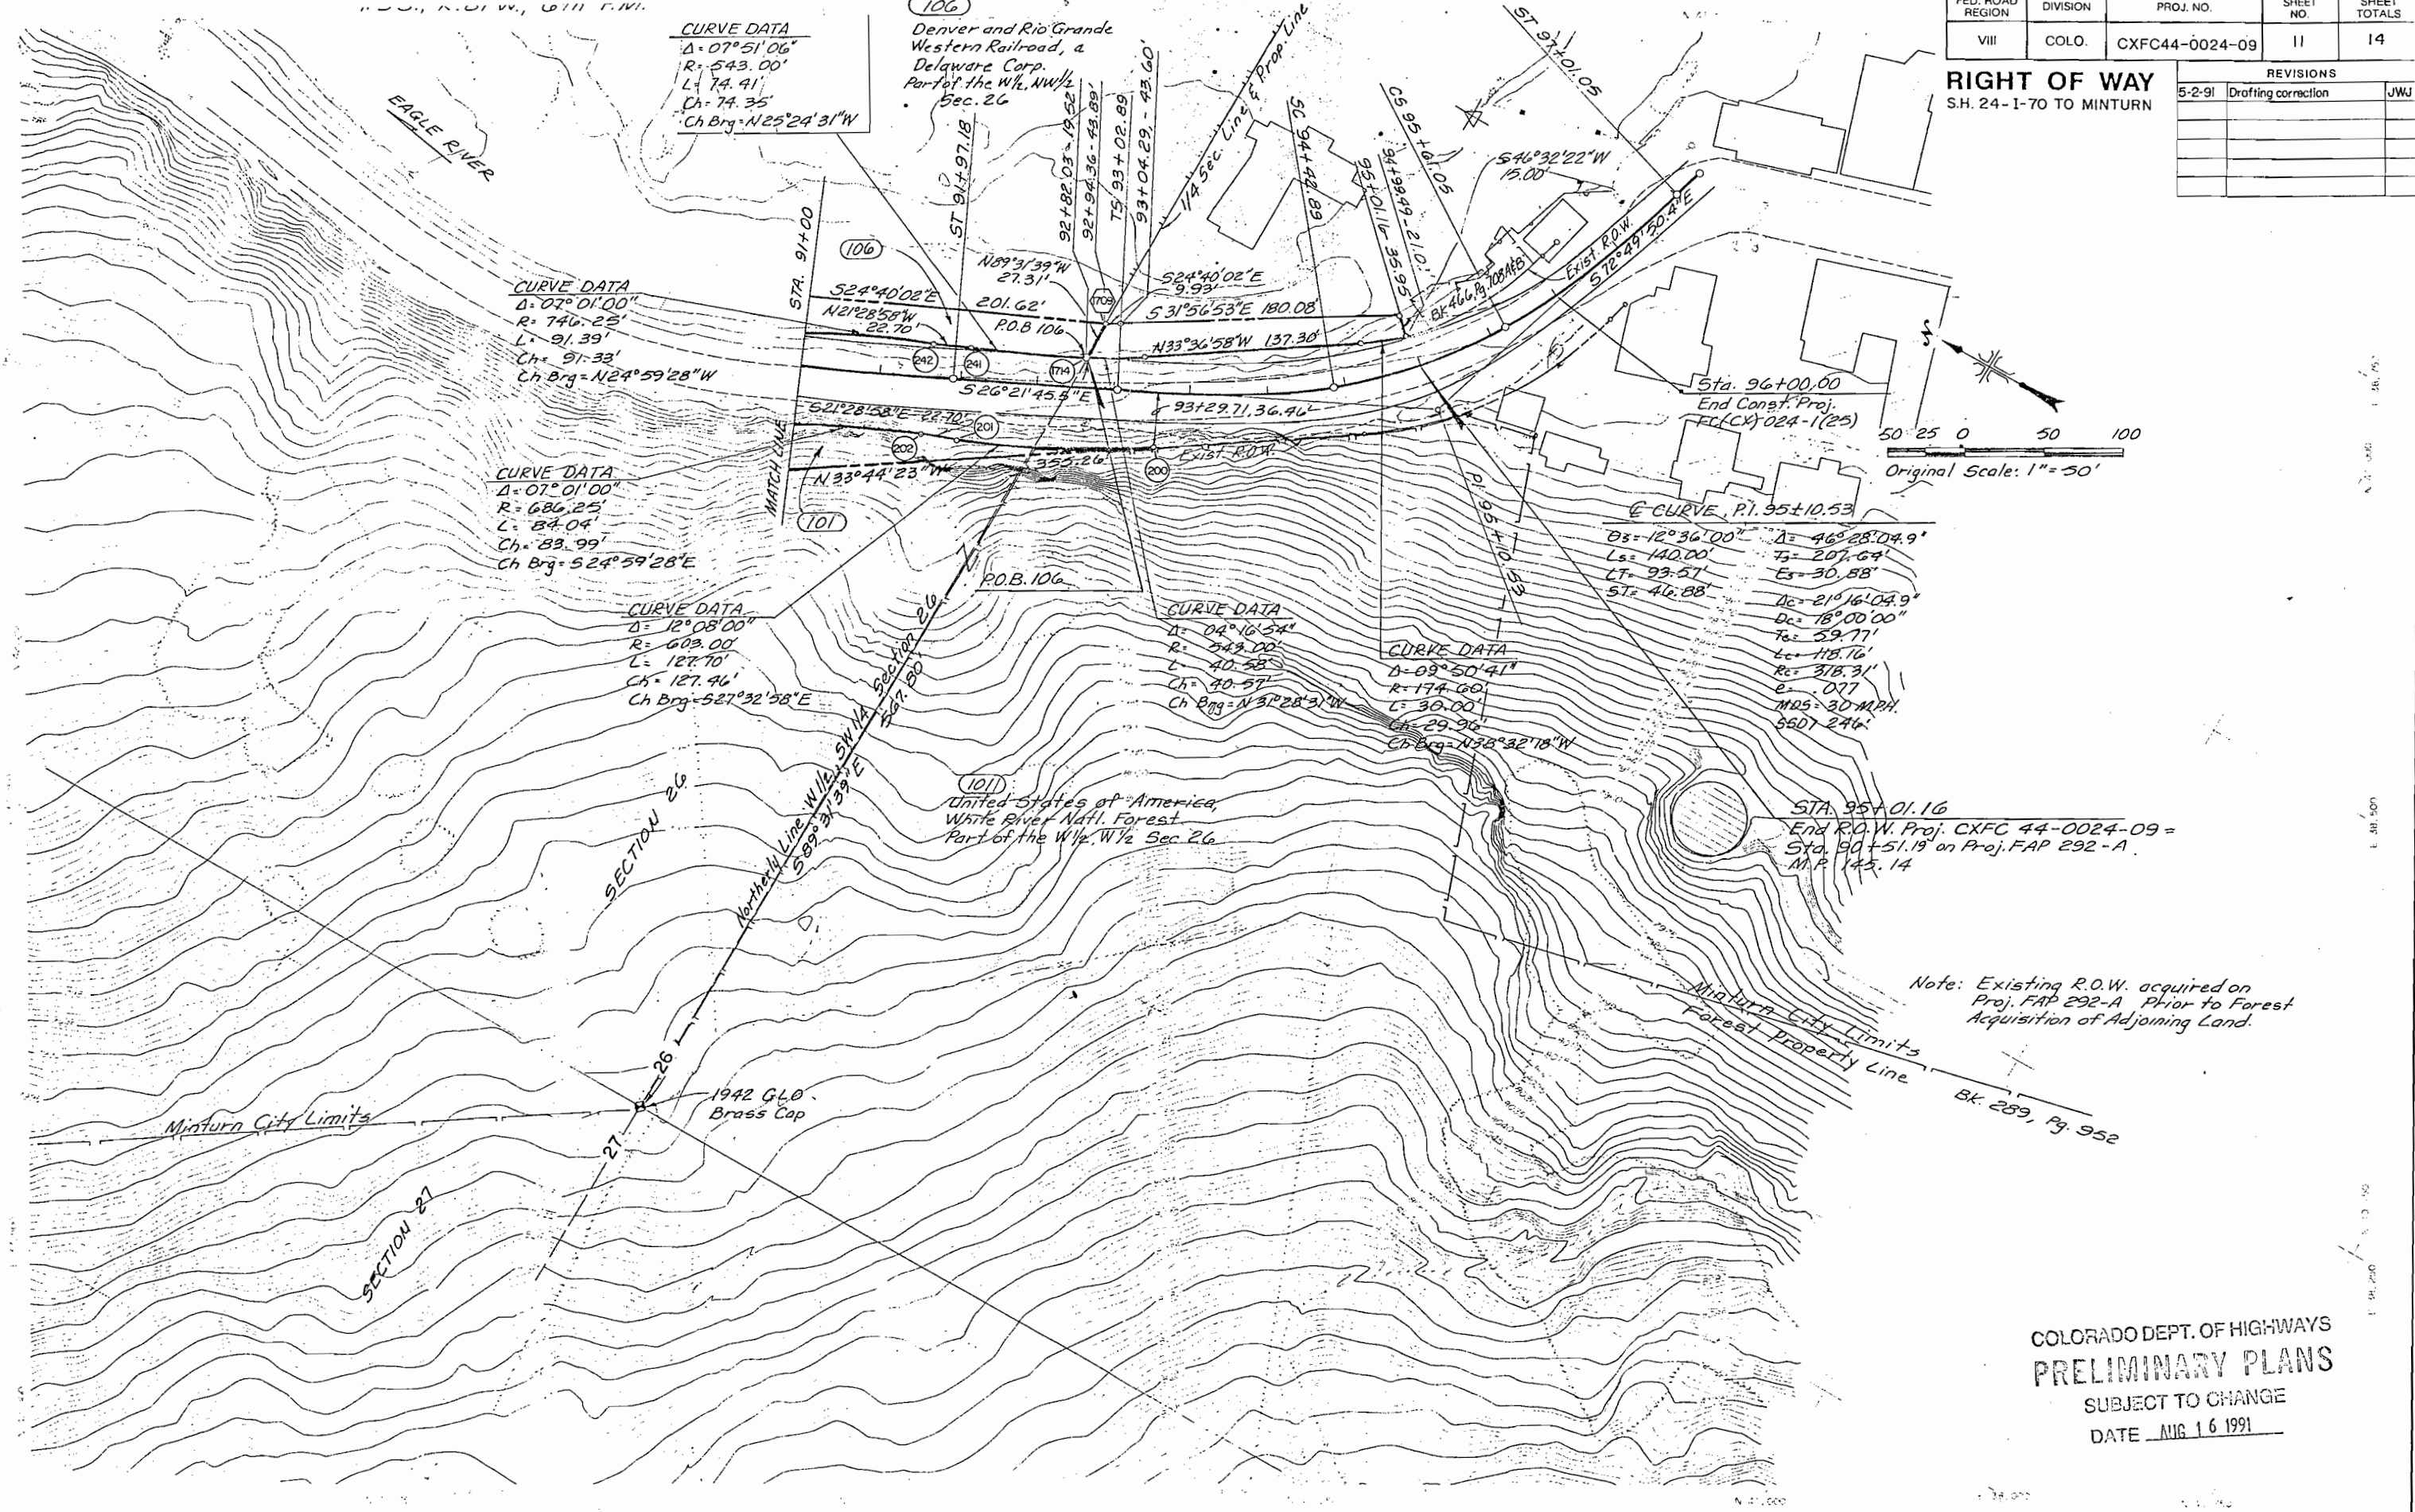 CURVE DATA
Δ= 07°51'06"
R= 543.00'
L= 74.41'
Ch= 74.35'
Ch Brg=N25°24'31"W
106
Denver and Rio Grande
Western Railroad, a
Delaware Corp.
Part of the W½, NW½
Sec. 26
FED. ROAD REGION
DIVISION
PROJ. NO.
SHEET NO.
SHEET TOTALS
VIII
COLO.
CXFC44-0024-09
11
14
RIGHT OF WAY
S.H. 24-I-70 TO MINTURN
REVISIONS
5-2-91 Drafting correction JWJ
EAGLE RIVER
STA. 91+00
ST 91+97.18
92+82.03-19.52'
92+94.36-43.89'
TS 93+02.89
93+04.29,-43.60'
1/4 Sec. Line & Prop. Line
SC 94+42.89
95+01.16-35.95'
CS 95+61.05
ST 97+01.05
S46°32'22"W
15.00'
106
N89°31'39"W
27.31'
S24°40'02"E
9.93'
S24°40'02"E
201.62'
1709
S31°56'53"E 180.08'
N21°28'58"W
22.70'
P.O.B 106
N33°36'58"W 137.30'
BK 466, Pg. 108 A&B
Exist. R.O.W.
S72°49'50.4"E
242
241
1714
S26°21'45.5"E
CURVE DATA
Δ= 07°01'00"
R= 746.25'
L= 91.39'
Ch= 91.33'
Ch Brg=N24°59'28"W
S21°28'58"E 22.70'
201
93+29.71, 36.46'
202
Exist. R.O.W.
355.26'
N33°44'23"W
200
MATCH LINE
101
Sta. 96+00.00
End Const. Proj.
FC(CX) 024-1(25)
50 25 0 50 100
Original Scale: 1"=50'
CURVE DATA
Δ=07°01'00"
R= 686.25'
L= 84.04'
Ch= 83.99'
Ch Brg=S24°59'28"E
PI 95+10.53
℄ CURVE, P.I. 95+10.53
θs=12°36'00"
Ls= 140.00'
LT= 93.57'
ST= 46.88'
Δ= 46°28'04.9"
Ts= 207.64'
Es=30.88'
Δc=21°16'04.9"
Dc= 18°00'00"
Tc= 59.77'
Lc= 118.16'
Rc= 318.31'
e= .077
MDS=30 MPH.
SSD= 246'
P.O.B. 106
CURVE DATA
Δ= 12°08'00"
R= 603.00'
L= 127.70'
Ch= 127.46'
Ch Brg=S27°32'58"E
CURVE DATA
Δ= 04°16'54"
R= 543.00'
L= 40.58'
Ch= 40.57'
Ch Brg=N31°28'31"W
CURVE DATA
Δ=09°50'41"
R=174.60'
L= 30.00'
Ch=29.96'
Ch Brg=N38°32'18"W
Northerly Line W1/2, SW1/4 Section 26
S89°31'39"E 567.80'
SECTION 26
1011
United States of America,
White River Natl. Forest
Part of the W½, W½ Sec 26
STA. 95+01.16
End R.O.W. Proj. CXFC 44-0024-09 =
Sta. 90+51.19 on Proj. FAP 292-A
M.P. 145.14
Note: Existing R.O.W. acquired on
Proj. FAP 292-A Prior to Forest
Acquisition of Adjoining Land.
Minturn City Limits
Forest Property Line
BK. 289, Pg. 952
26
1942 GLO
Brass Cap
Minturn City Limits
27
SECTION 27
COLORADO DEPT. OF HIGHWAYS
PRELIMINARY PLANS
SUBJECT TO CHANGE
DATE AUG 16 1991